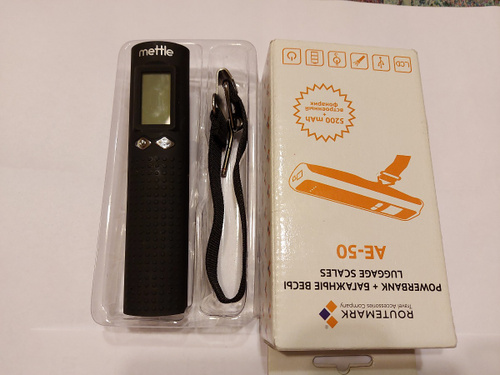 mettle
ROUTEMARK
Travel Accessories Company
®
POWERBANK + БАГАЖНЫЕ ВЕСЫ
LUGGAGE SCALES
AE-50
5200 mAh
+
встроенный
фонарик
LCD